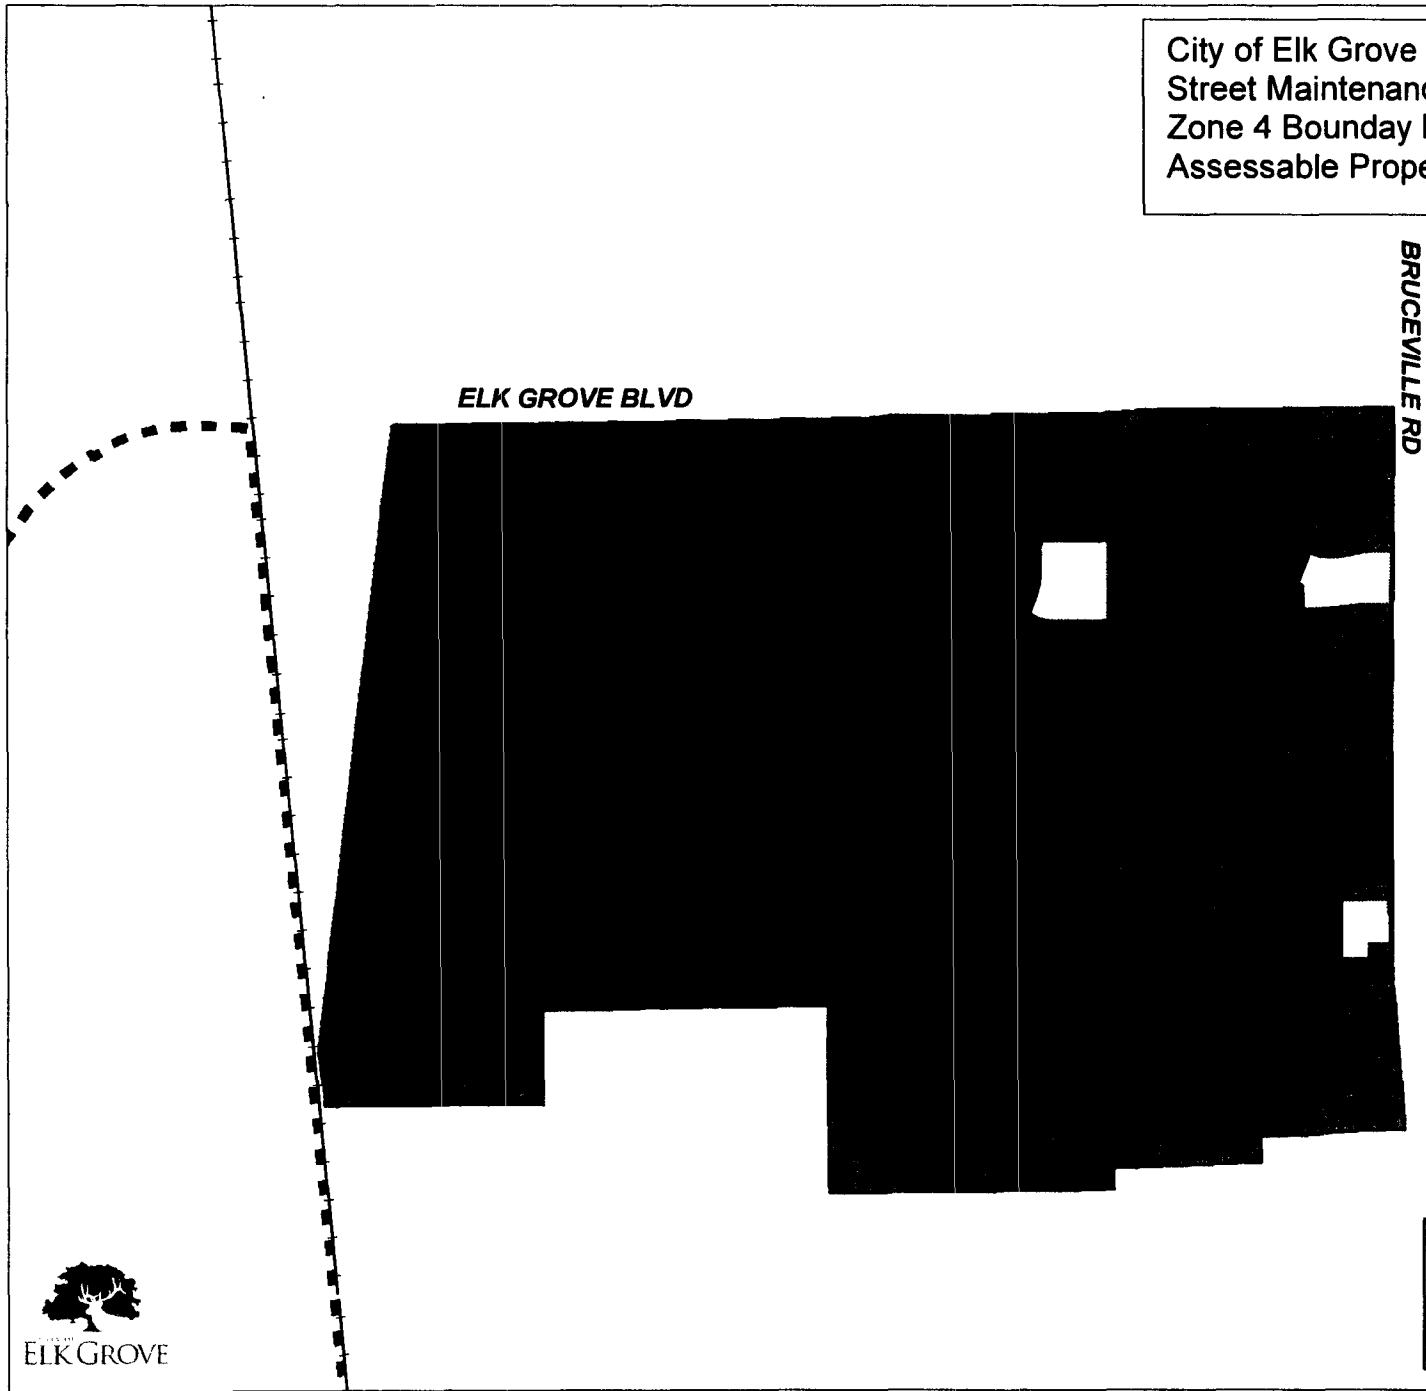 City of Elk Grove
Street Maintenanc
Zone 4 Bounday
Assessable Prope
BRUCEVILLE RD
ELK GROVE BLVD
ELK GROVE